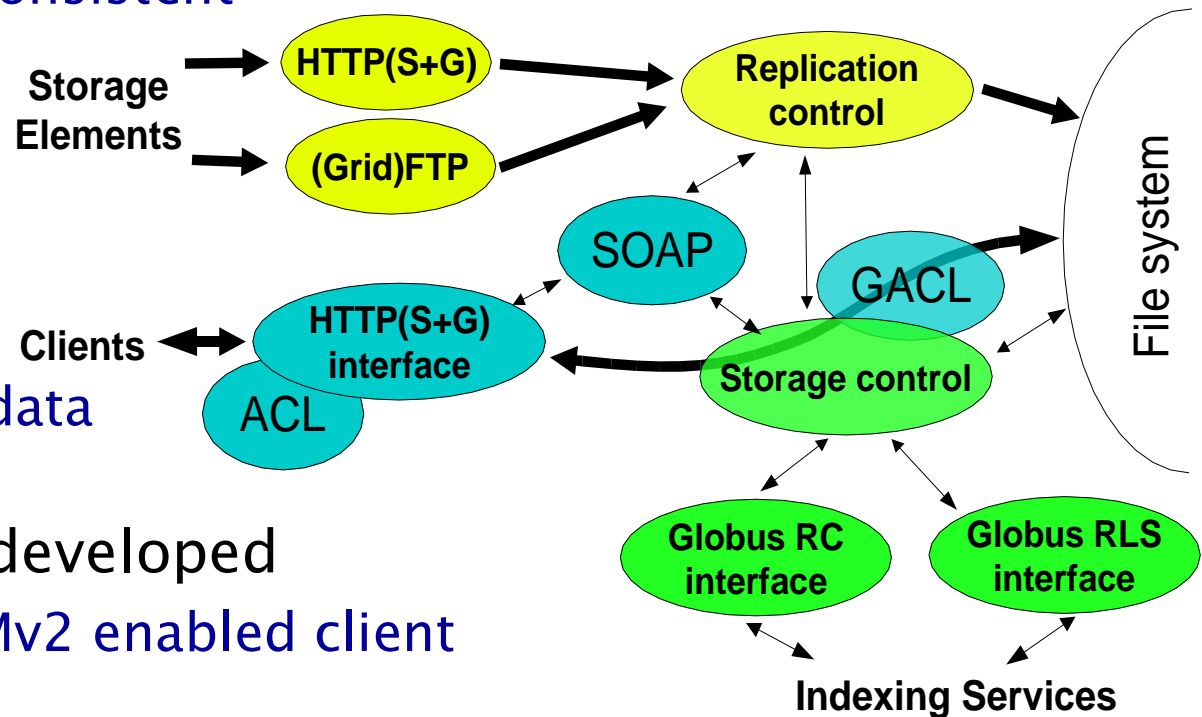 HTTP(S+G)
Replication
control
Storage
Elements
(Grid)FTP
File system
SOAP
GACL
HTTP(S+G)
interface
Clients
Storage control
data
ACL
developed
Globus RC
interface
Globus RLS
interface
enabled client
Indexing Services